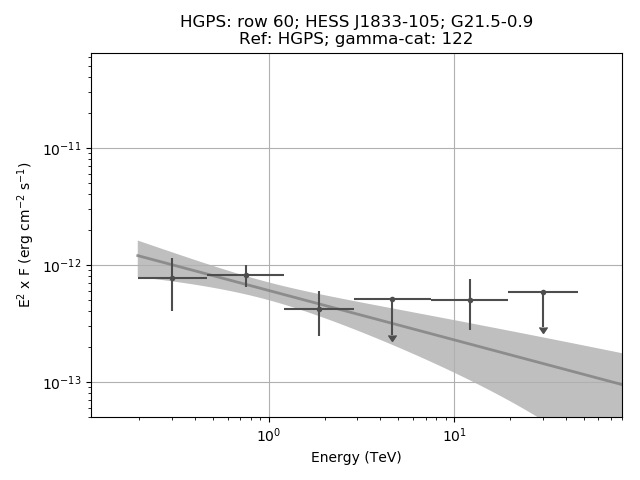 HGPS: row 60; HESS J1833-105; G21.5-0.9
Ref: HGPS; gamma-cat: 122
E² x F (erg cm⁻² s⁻¹)
10⁻¹¹
10⁻¹²
10⁻¹³
10⁰
10¹
Energy (TeV)